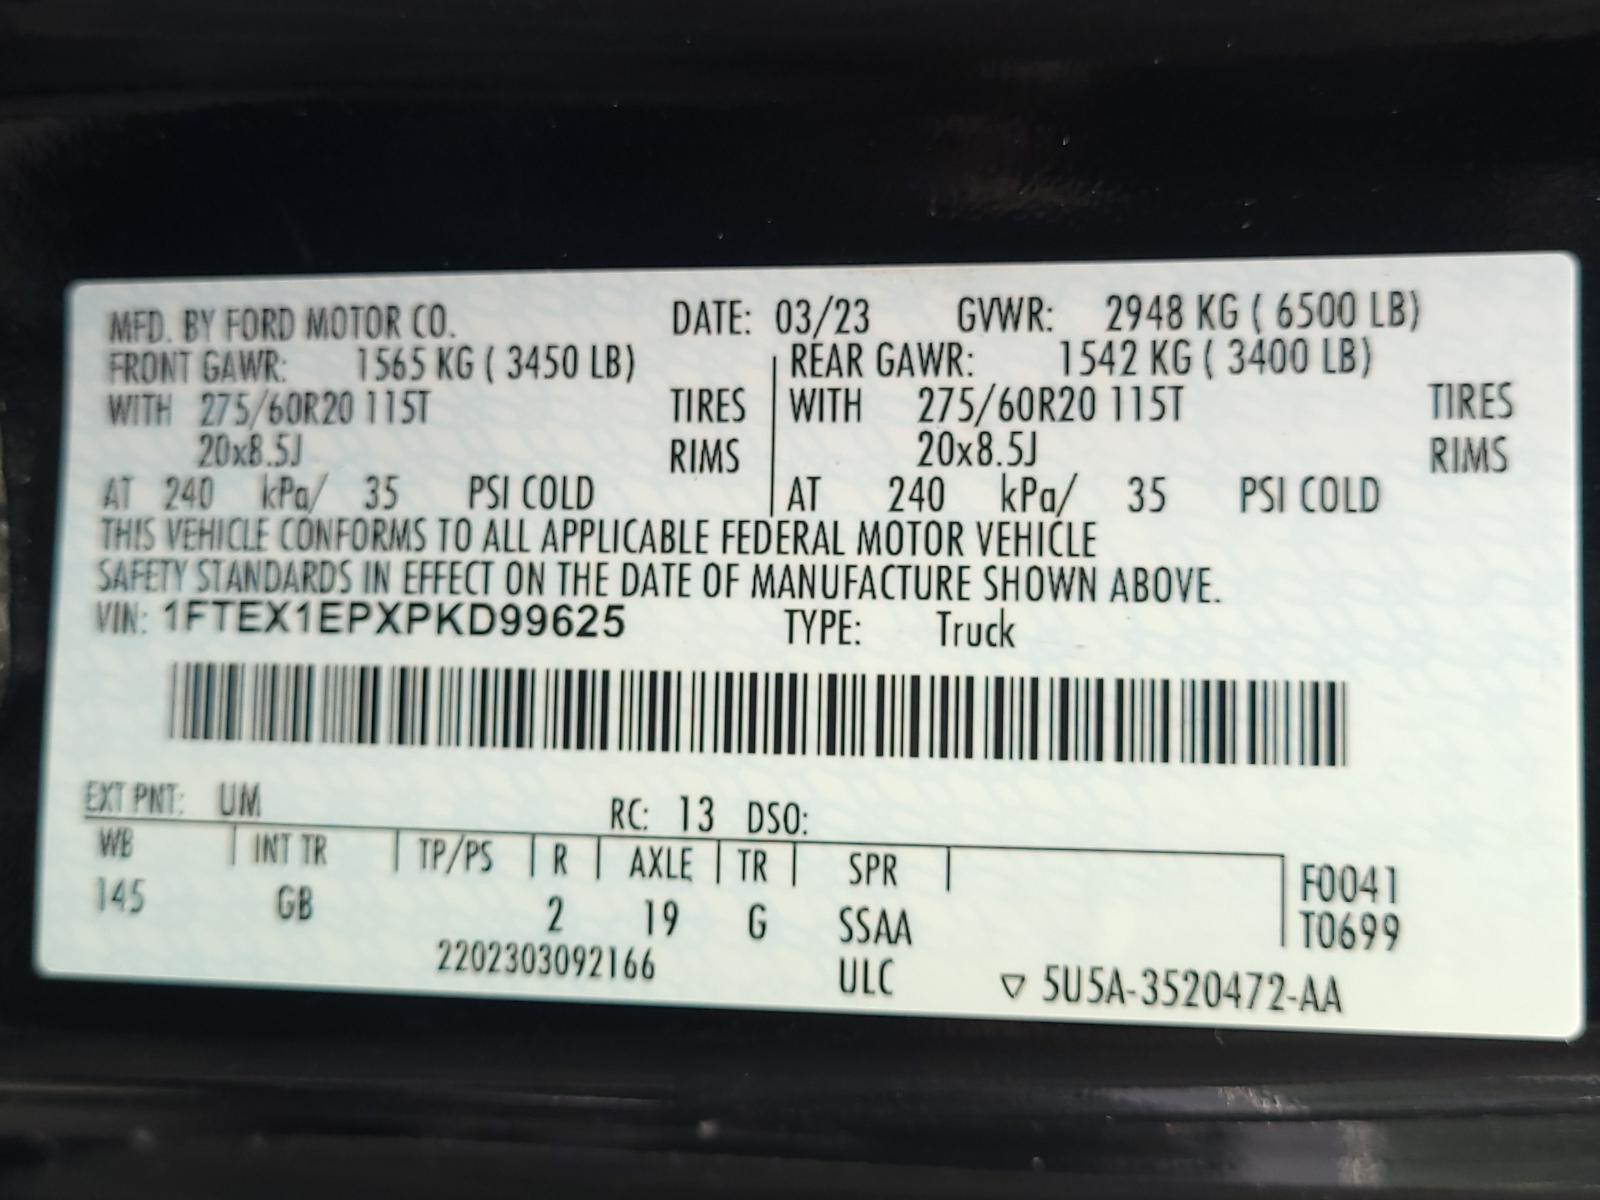 MFD. BY FORD MOTOR CO. DATE: 03/23 GVWR: 2948 KG ( 6500 LB)
FRONT GAWR: 1565 KG ( 3450 LB) REAR GAWR: 1542 KG ( 3400 LB)
WITH 275/60R20 115T TIRES WITH 275/60R20 115T TIRES
20x8.5J RIMS 20x8.5J RIMS
AT 240 kPa/ 35 PSI COLD AT 240 kPa/ 35 PSI COLD
THIS VEHICLE CONFORMS TO ALL APPLICABLE FEDERAL MOTOR VEHICLE
SAFETY STANDARDS IN EFFECT ON THE DATE OF MANUFACTURE SHOWN ABOVE.
VIN: 1FTEX1EPXPKD99625 TYPE: Truck
EXT PNT: UM RC: 13 DSO:
WB INT TR TP/PS R AXLE TR SPR F0041
145 GB 2 19 G SSAA T0699
2202303092166 ULC ▽ 5U5A-3520472-AA